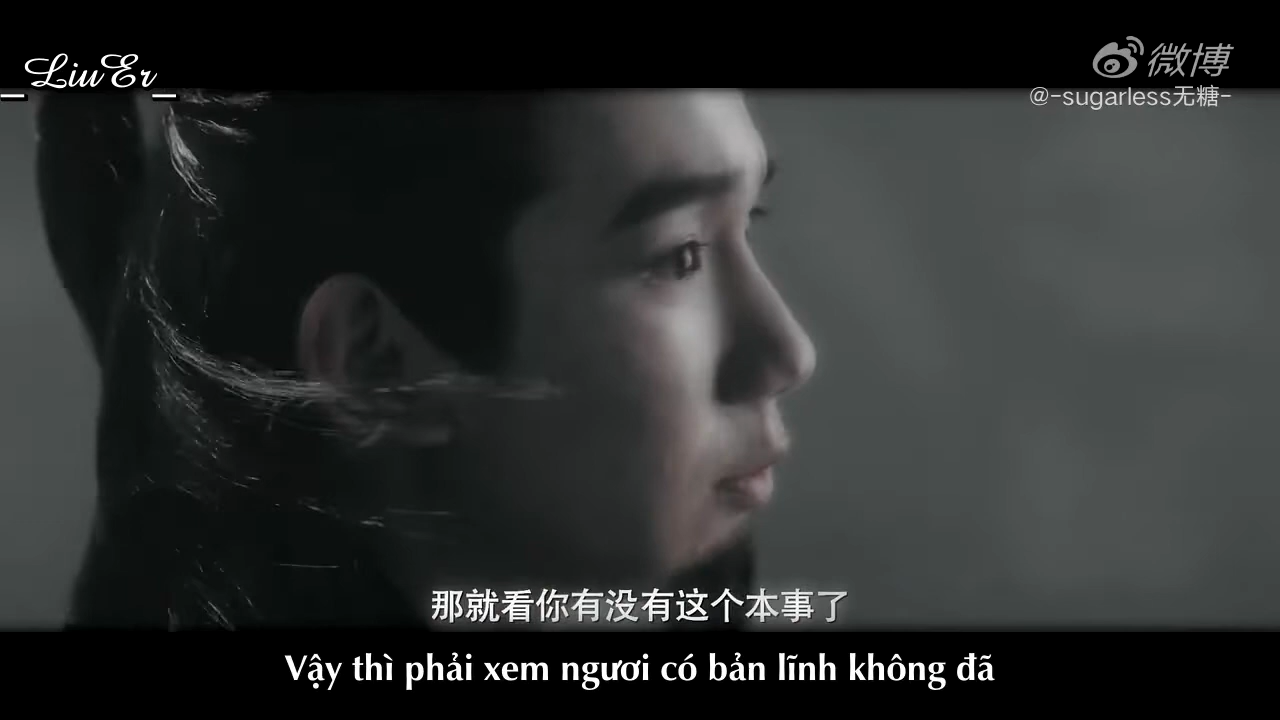 _LiuEr_
微博
@-sugarless无糖-
那就看你有没有这个本事了
Vậy thì phải xem ngươi có bản lĩnh không đã